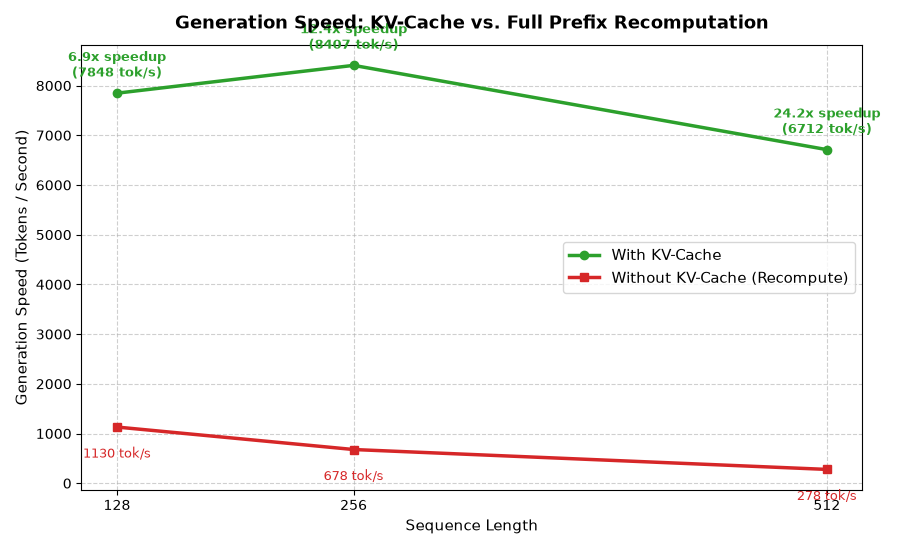 Generation Speed: KV-Cache vs. Full Prefix Recomputation
12.4x speedup
(8407 tok/s)
6.9x speedup
(7848 tok/s)
24.2x speedup
(6712 tok/s)
8000
7000
6000
5000
4000
3000
2000
1000
0
Generation Speed (Tokens / Second)
With KV-Cache
Without KV-Cache (Recompute)
1130 tok/s
678 tok/s
278 tok/s
128
256
512
Sequence Length